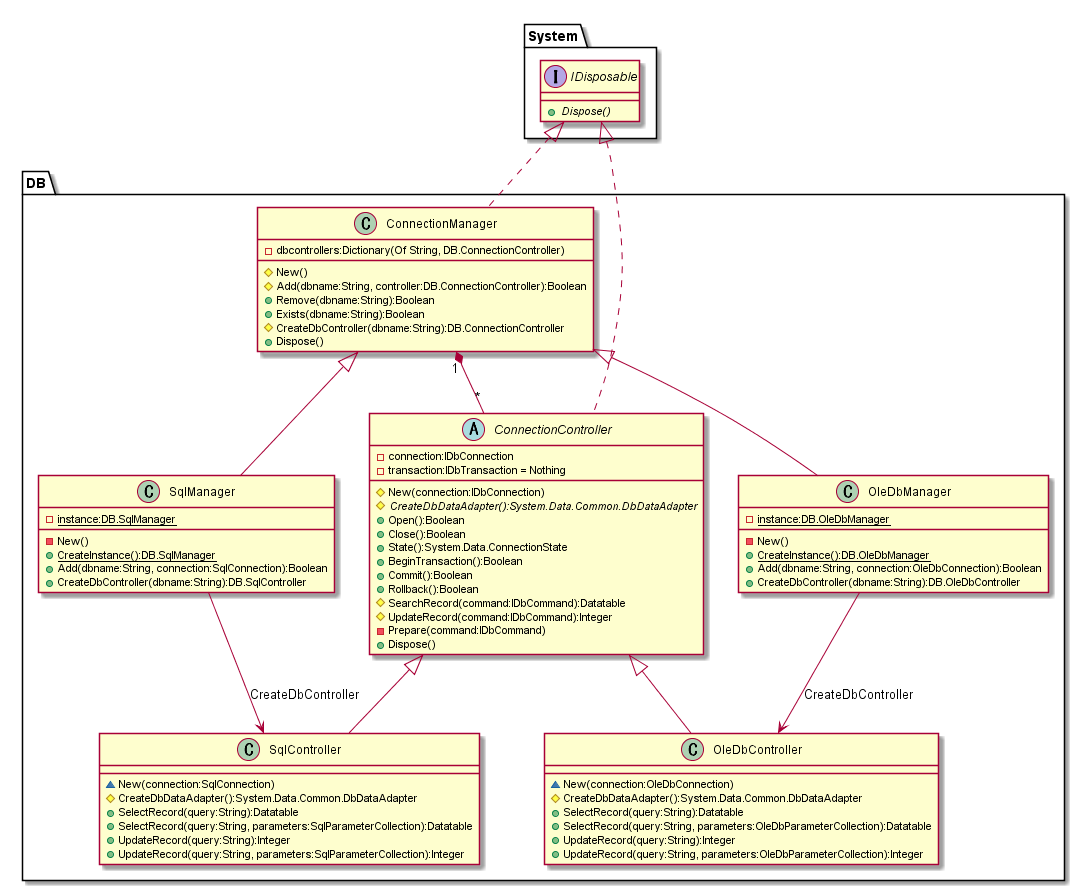 System
I IDisposable
Dispose()
DB
C ConnectionManager
dbcontrollers:Dictionary(Of String, DB.ConnectionController)
New()
Add(dbname:String, controller:DB.ConnectionController):Boolean
Remove(dbname:String):Boolean
Exists(dbname:String):Boolean
CreateDbController(dbname:String):DB.ConnectionController
Dispose()
1
*
A ConnectionController
connection:IDbConnection
transaction:IDbTransaction = Nothing
New(connection:IDbConnection)
CreateDbDataAdapter():System.Data.Common.DbDataAdapter
Open():Boolean
Close():Boolean
State():System.Data.ConnectionState
BeginTransaction():Boolean
Commit():Boolean
Rollback():Boolean
SearchRecord(command:IDbCommand):Datatable
UpdateRecord(command:IDbCommand):Integer
Prepare(command:IDbCommand)
Dispose()
C SqlManager
instance:DB.SqlManager
New()
CreateInstance():DB.SqlManager
Add(dbname:String, connection:SqlConnection):Boolean
CreateDbController(dbname:String):DB.SqlController
C OleDbManager
instance:DB.OleDbManager
New()
CreateInstance():DB.OleDbManager
Add(dbname:String, connection:OleDbConnection):Boolean
CreateDbController(dbname:String):DB.OleDbController
CreateDbController
CreateDbController
C SqlController
New(connection:SqlConnection)
CreateDbDataAdapter():System.Data.Common.DbDataAdapter
SelectRecord(query:String):Datatable
SelectRecord(query:String, parameters:SqlParameterCollection):Datatable
UpdateRecord(query:String):Integer
UpdateRecord(query:String, parameters:SqlParameterCollection):Integer
C OleDbController
New(connection:OleDbConnection)
CreateDbDataAdapter():System.Data.Common.DbDataAdapter
SelectRecord(query:String):Datatable
SelectRecord(query:String, parameters:OleDbParameterCollection):Datatable
UpdateRecord(query:String):Integer
UpdateRecord(query:String, parameters:OleDbParameterCollection):Integer